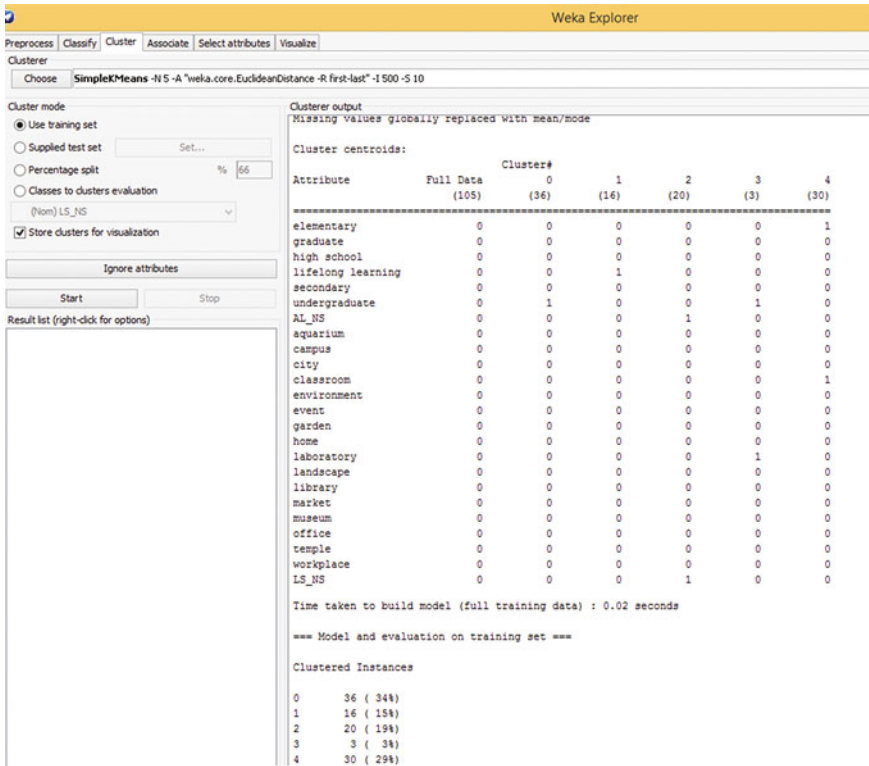 Weka Explorer
Preprocess Classify Cluster Associate Select attributes Visualize
Clusterer
Choose SimpleKMeans -N 5 -A "weka.core.EuclideanDistance -R first-last" -I 500 -S 10
Cluster mode
Use training set
Supplied test set Set...
Percentage split % 66
Classes to clusters evaluation
(Nom) LS_NS
Store clusters for visualization
Ignore attributes
Start Stop
Result list (right-click for options)
Clusterer output
Missing values globally replaced with mean/mode
Cluster centroids:
Cluster#
Attribute Full Data 0 1 2 3 4
(105) (36) (16) (20) (3) (30)
==========================================================================
elementary 0 0 0 0 0 1
graduate 0 0 0 0 0 0
high school 0 0 0 0 0 0
lifelong learning 0 0 1 0 0 0
secondary 0 0 0 0 0 0
undergraduate 0 1 0 0 1 0
AL_NS 0 0 0 1 0 0
aquarium 0 0 0 0 0 0
campus 0 0 0 0 0 0
city 0 0 0 0 0 0
classroom 0 0 0 0 0 1
environment 0 0 0 0 0 0
event 0 0 0 0 0 0
garden 0 0 0 0 0 0
home 0 0 0 0 0 0
laboratory 0 0 0 0 1 0
landscape 0 0 0 0 0 0
library 0 0 0 0 0 0
market 0 0 0 0 0 0
museum 0 0 0 0 0 0
office 0 0 0 0 0 0
temple 0 0 0 0 0 0
workplace 0 0 0 0 0 0
LS_NS 0 0 0 1 0 0
Time taken to build model (full training data) : 0.02 seconds
=== Model and evaluation on training set ===
Clustered Instances
0 36 ( 34%)
1 16 ( 15%)
2 20 ( 19%)
3 3 ( 3%)
4 30 ( 29%)